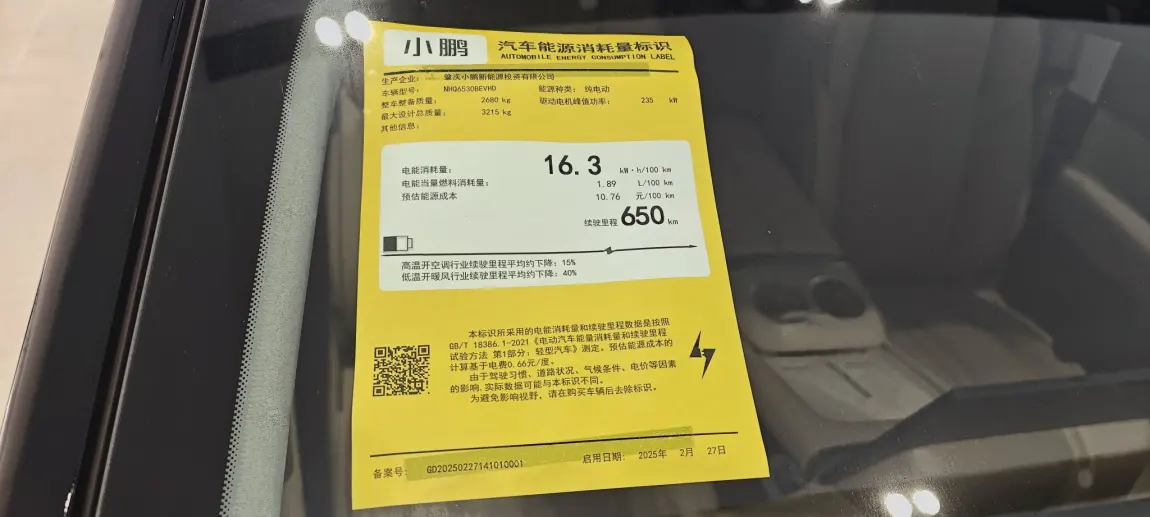 小鹏 汽车能源消耗量标识
AUTOMOBILE ENERGY CONSUMPTION LABEL
生产企业: 肇庆小鹏新能源投资有限公司
车辆型号: NHQ6530BEVHD 能源种类: 纯电动
整车整备质量: 2680 kg 驱动电机峰值功率: 235 kW
最大设计总质量: 3215 kg
其他信息:
电能消耗量: 16.3 kW·h/100 km
电能当量燃料消耗量: 1.89 L/100 km
预估能源成本 10.76 元/100 km
续驶里程 650 km
高温开空调行业续驶里程平均约下降: 15%
低温开暖风行业续驶里程平均约下降: 40%
本标识所采用的电能消耗量和续驶里程数据是按照
GB/T 18386.1-2021《电动汽车能量消耗量和续驶里程
试验方法 第1部分: 轻型汽车》测定。预估能源成本的
计算基于电费0.66元/度。
由于驾驶习惯、道路状况、气候条件、电价等因素
的影响,实际数据可能与本标识不同。
为避免影响视野, 请在购买车辆后去除标识。
备案号: GD20250227141010001 启用日期: 2025年 2月 27日